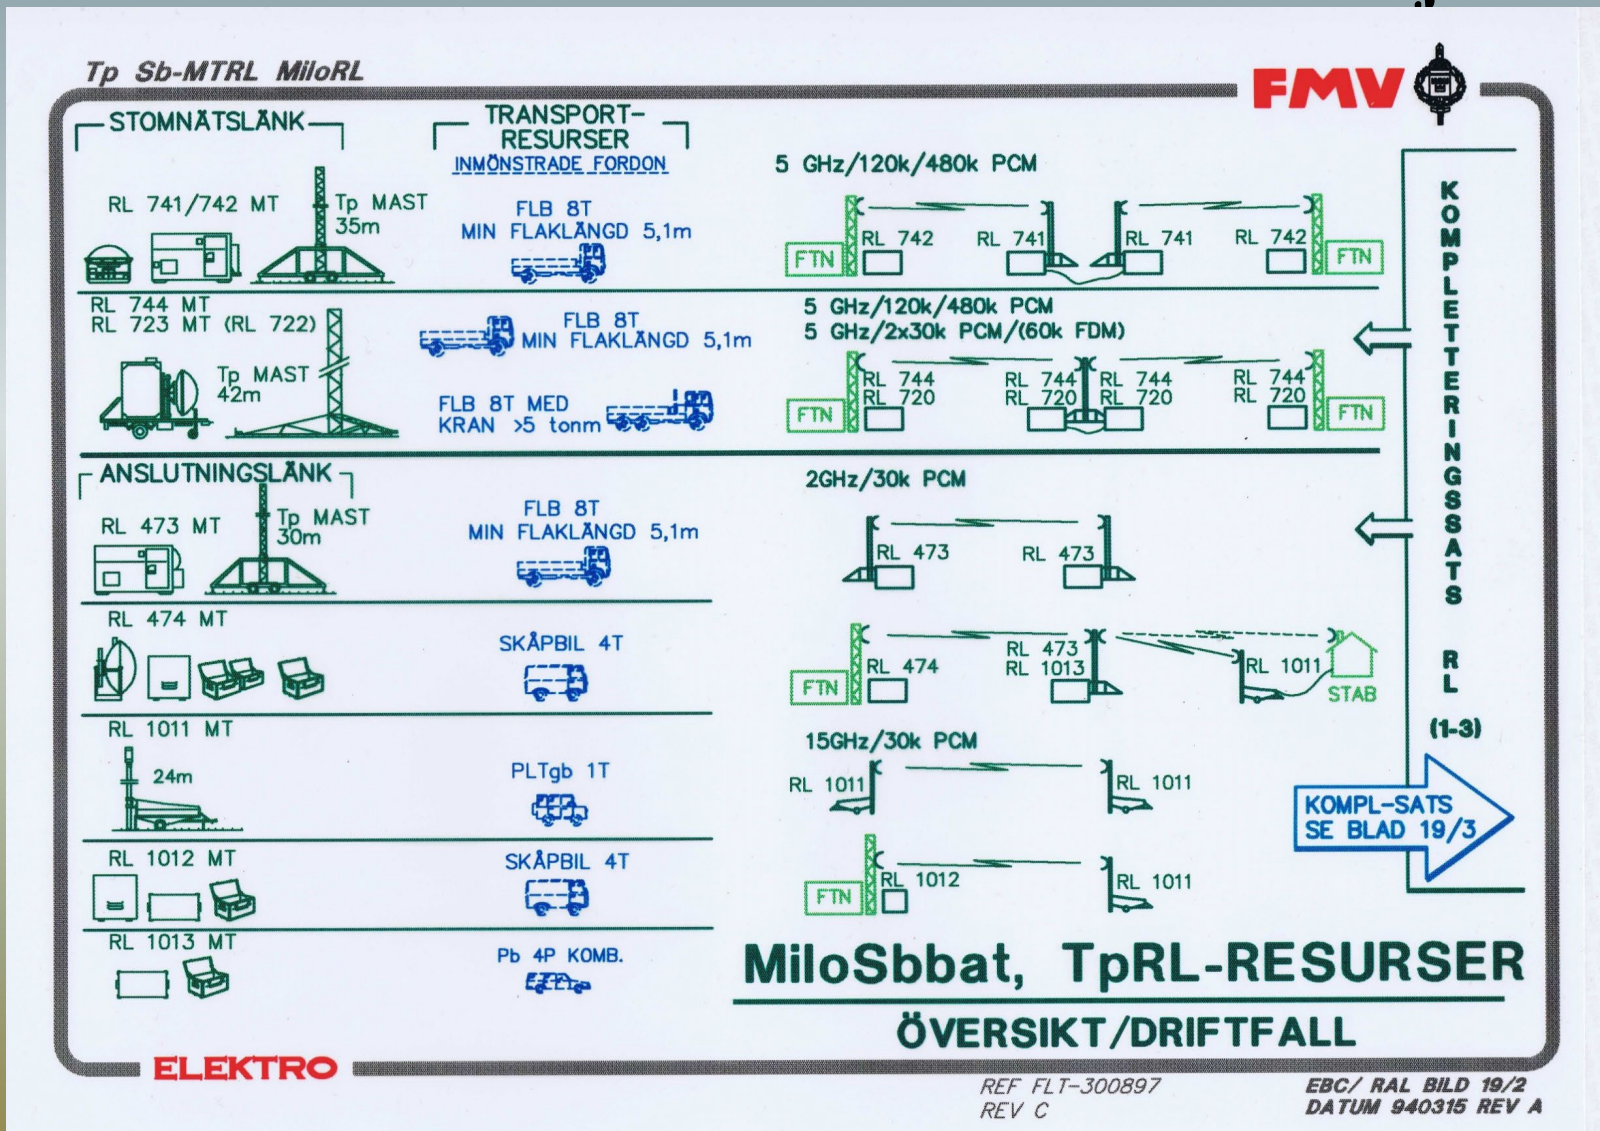 Tp Sb-MTRL MiloRL
FMV
STOMNÄTSLÄNK
TRANSPORT-
RESURSER
INMÖNSTRADE FORDON
RL 741/742 MT
Tp MAST
35m
FLB 8T
MIN FLAKLÄNGD 5,1m
5 GHz/120k/480k PCM
FTN
RL 742
RL 741
RL 741
RL 742
FTN
RL 744 MT
RL 723 MT (RL 722)
Tp MAST
42m
FLB 8T
MIN FLAKLÄNGD 5,1m
FLB 8T MED
KRAN >5 tonm
5 GHz/120k/480k PCM
5 GHz/2x30k PCM/(60k FDM)
FTN
RL 744
RL 720
RL 744
RL 720
RL 744
RL 720
RL 744
RL 720
FTN
ANSLUTNINGSLÄNK
RL 473 MT
Tp MAST
30m
FLB 8T
MIN FLAKLÄNGD 5,1m
2GHz/30k PCM
RL 473
RL 473
RL 474 MT
SKÅPBIL 4T
FTN
RL 474
RL 473
RL 1013
RL 1011
STAB
RL 1011 MT
24m
PLTgb 1T
15GHz/30k PCM
RL 1011
RL 1011
RL 1012 MT
SKÅPBIL 4T
FTN
RL 1012
RL 1011
RL 1013 MT
Pb 4P KOMB.
KOMPLETTERINGSSATS
RL
(1-3)
KOMPL-SATS
SE BLAD 19/3
MiloSbbat, TpRL-RESURSER
ÖVERSIKT/DRIFTFALL
ELEKTRO
REF FLT-300897
REV C
EBC/ RAL BILD 19/2
DATUM 940315 REV A